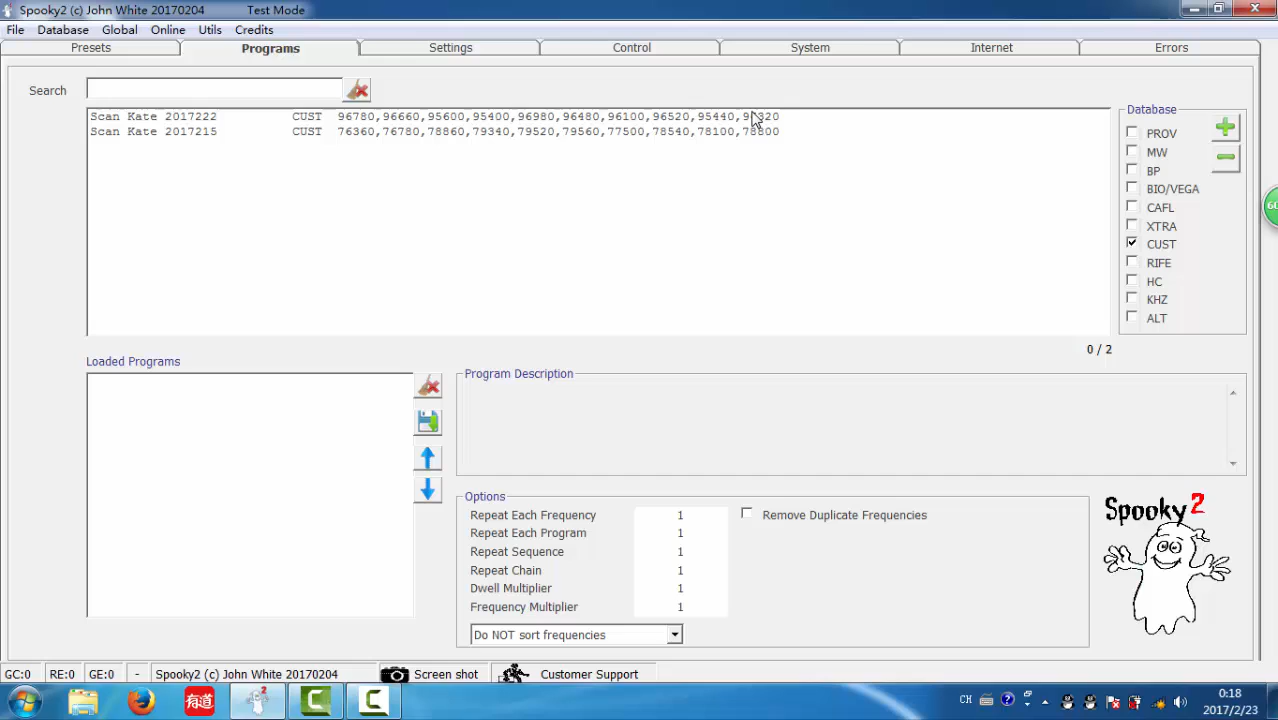 Spooky2 (c) John White 20170204 Test Mode
File Database Global Online Utils Credits
Presets Programs Settings Control System Internet Errors
Search
Scan Kate 2017222 CUST 96780,96660,95600,95400,96980,96480,96100,96520,95440,
Scan Kate 2017215 CUST 76360,76780,78860,79340,79520,79560,77500,78540,78100,78800
Database
PROV
MW
BP
BIO/VEGA
CAFL
XTRA
CUST
RIFE
HC
KHZ
ALT
0 / 2
Loaded Programs
Program Description
Options
Repeat Each Frequency 1
Repeat Each Program 1
Repeat Sequence 1
Repeat Chain 1
Dwell Multiplier 1
Frequency Multiplier 1
Remove Duplicate Frequencies
Do NOT sort frequencies
Spooky2
GC:0 RE:0 GE:0 - Spooky2 (c) John White 20170204 Screen shot Customer Support
有道
2
CH
0:18
2017/2/23